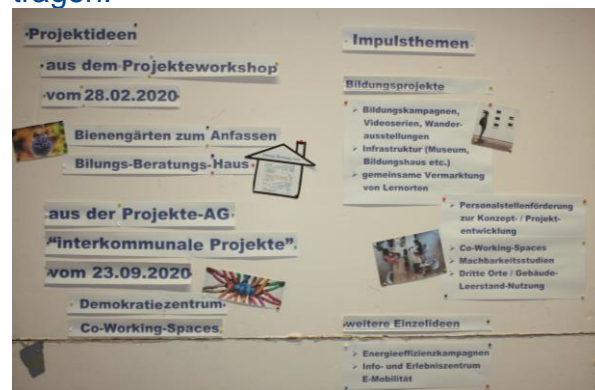 tragen.
Projektideen
aus dem Projekteworkshop
vom 28.02.2020
Bienengärten zum Anfassen
Bilungs-Beratungs-Haus
aus der Projekte-AG
“interkommunale Projekte”
vom 23.09.2020
Demokratiezentrum
Co-Working-Spaces
Impulsthemen
Bildungsprojekte
➢ Bildungskampagnen,
Videoserien, Wander-
ausstellungen
➢ Infrastruktur (Museum,
Bildungshaus etc.)
➢ gemeinsame Vermarktung
von Lernorten
➢ Personalstellenförderung
zur Konzept- / Projekt-
entwicklung
➢ Co-Working-Spaces
➢ Machbarkeitsstudien
➢ Dritte Orte / Gebäude-
Leerstand-Nutzung
weitere Einzelideen
➢ Energieeffizienzkampagnen
➢ Info- und Erlebniszentrum
E-Mobilität